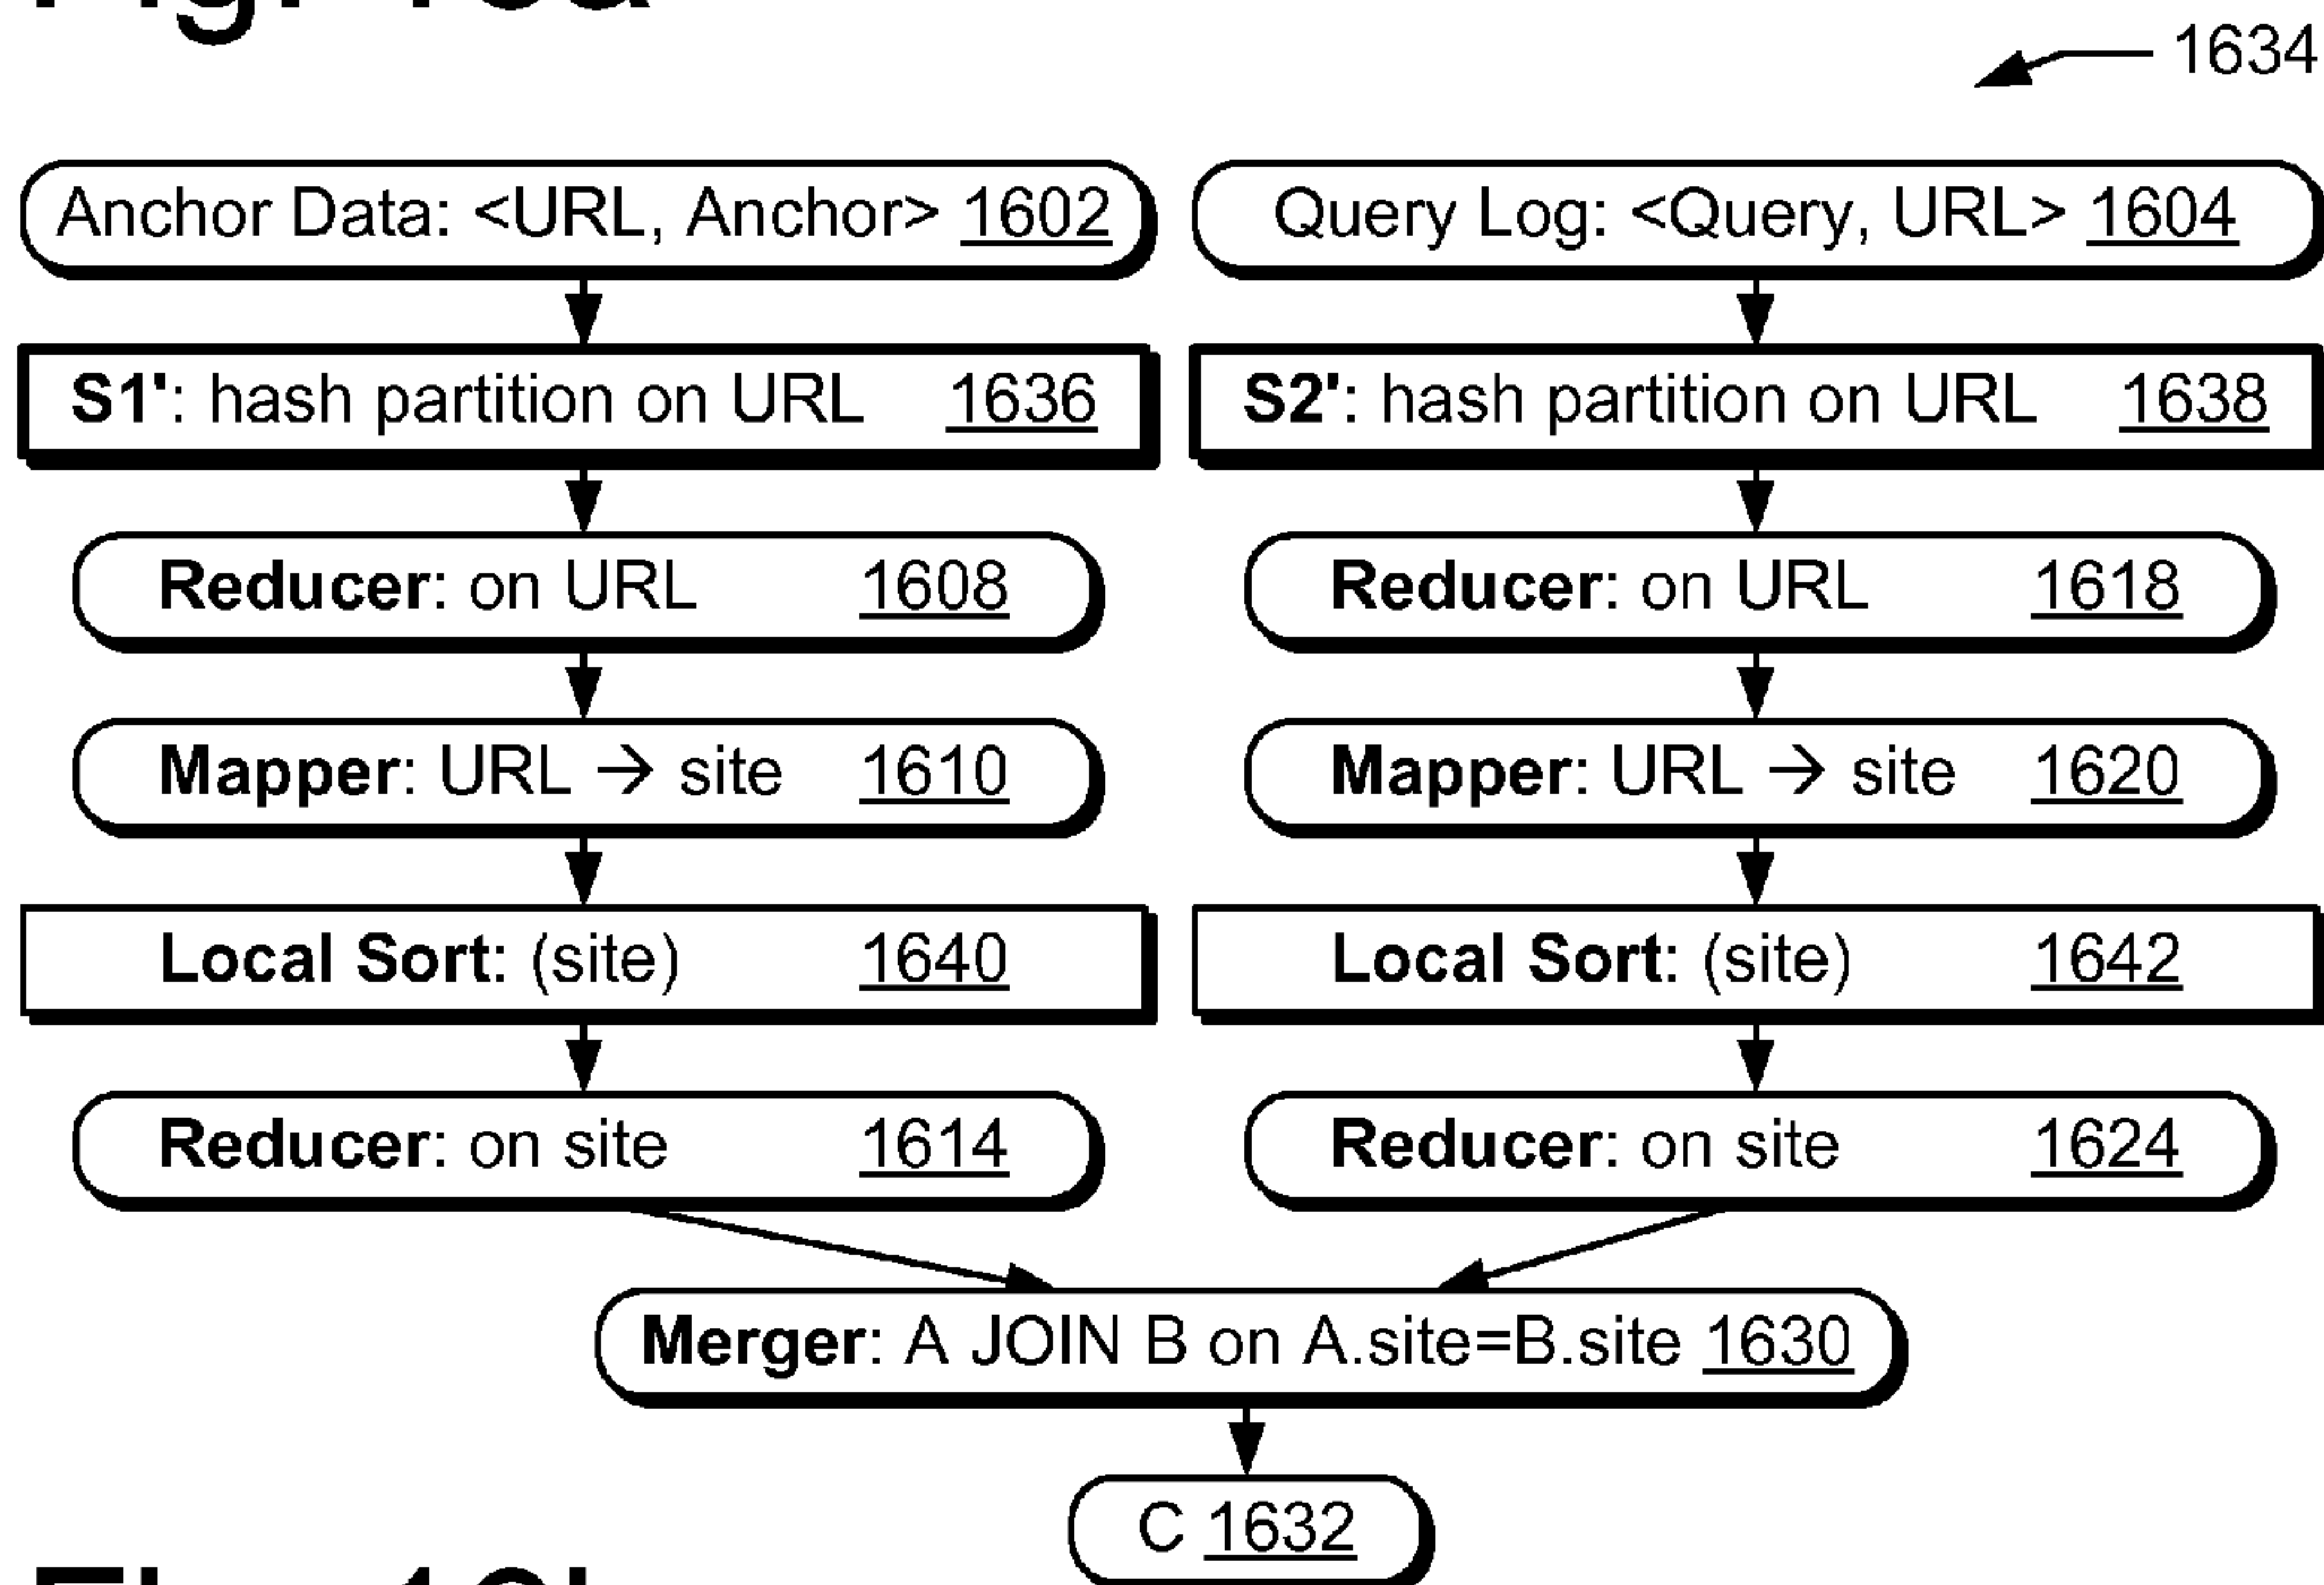 1634
Anchor Data: <URL, Anchor> 1602
Query Log: <Query, URL> 1604
S1': hash partition on URL 1636
S2': hash partition on URL 1638
Reducer: on URL 1608
Reducer: on URL 1618
Mapper: URL → site 1610
Mapper: URL → site 1620
Local Sort: (site) 1640
Local Sort: (site) 1642
Reducer: on site 1614
Reducer: on site 1624
Merger: A JOIN B on A.site=B.site 1630
C 1632